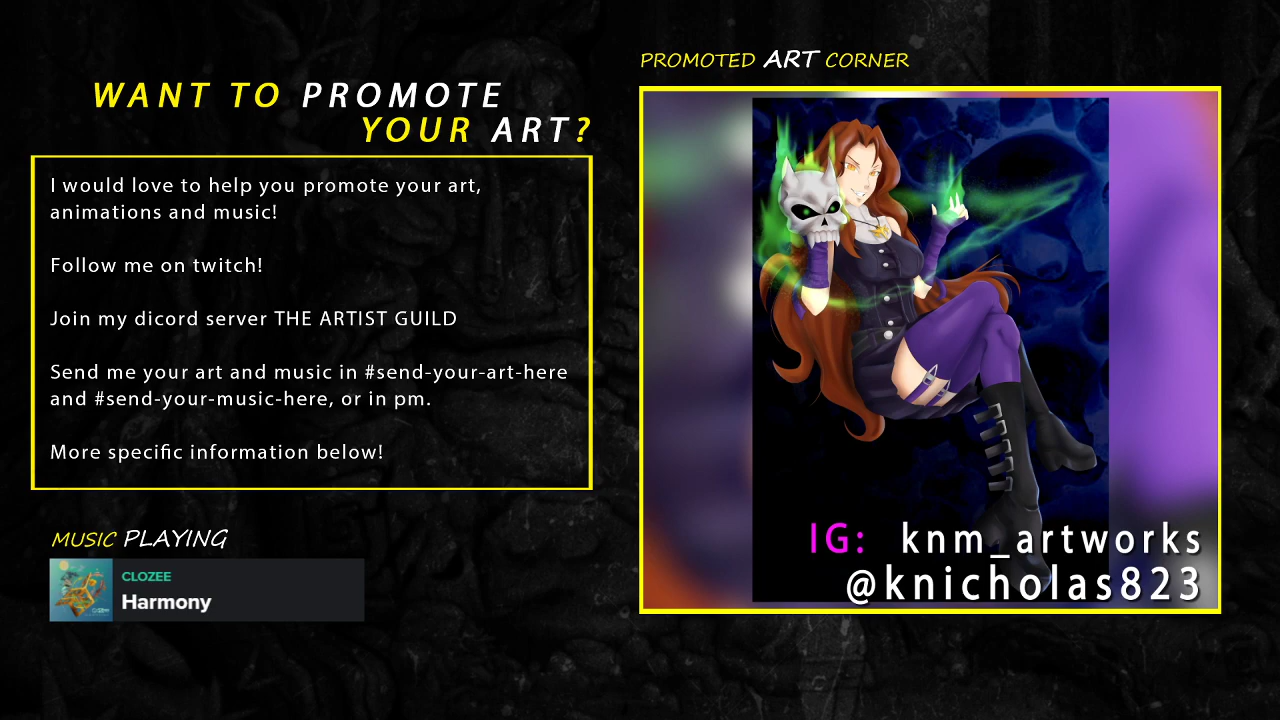 WANT TO PROMOTE
YOUR ART?
I would love to help you promote your art,
animations and music!
Follow me on twitch!
Join my dicord server THE ARTIST GUILD
Send me your art and music in #send-your-art-here
and #send-your-music-here, or in pm.
More specific information below!
MUSIC PLAYING
CLOZEE
Harmony
PROMOTED ART CORNER
IG: knm_artworks
@knicholas823